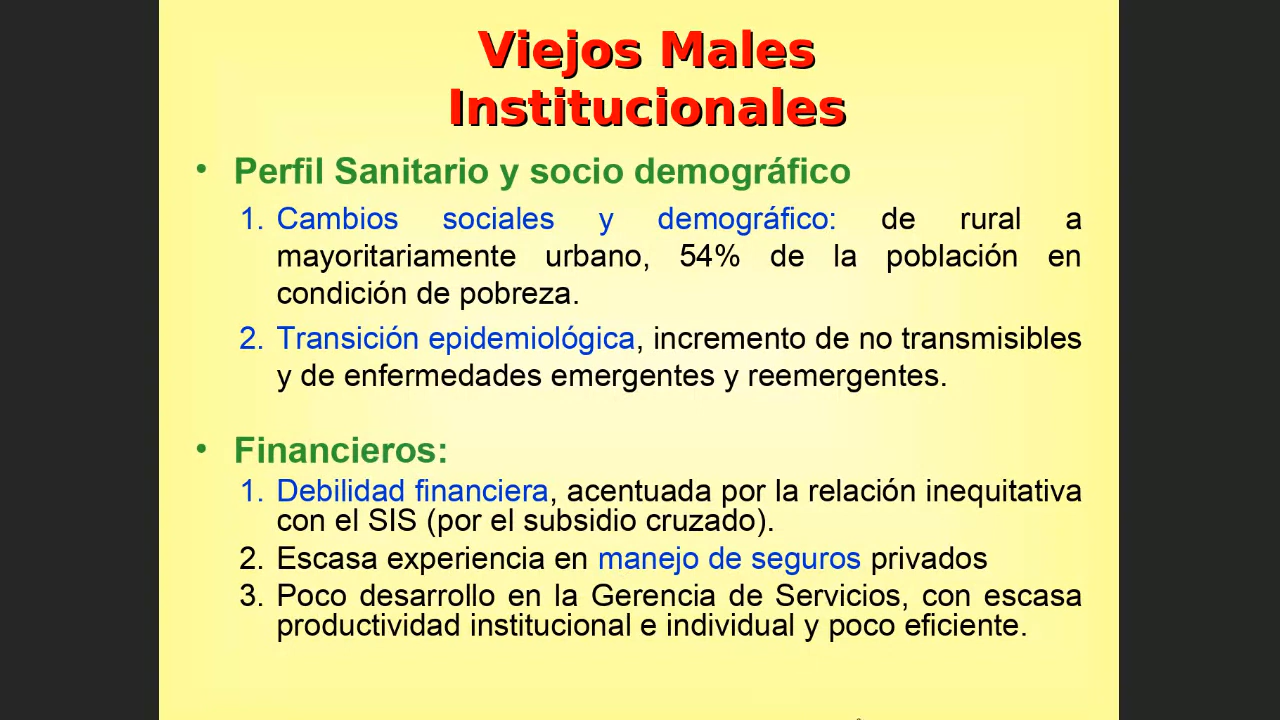 Viejos Males
Institucionales
• Perfil Sanitario y socio demográfico
1. Cambios sociales y demográfico: de rural a
mayoritariamente urbano, 54% de la población en
condición de pobreza.
2. Transición epidemiológica, incremento de no transmisibles
y de enfermedades emergentes y reemergentes.
• Financieros:
1. Debilidad financiera, acentuada por la relación inequitativa
con el SIS (por el subsidio cruzado).
2. Escasa experiencia en manejo de seguros privados
3. Poco desarrollo en la Gerencia de Servicios, con escasa
productividad institucional e individual y poco eficiente.